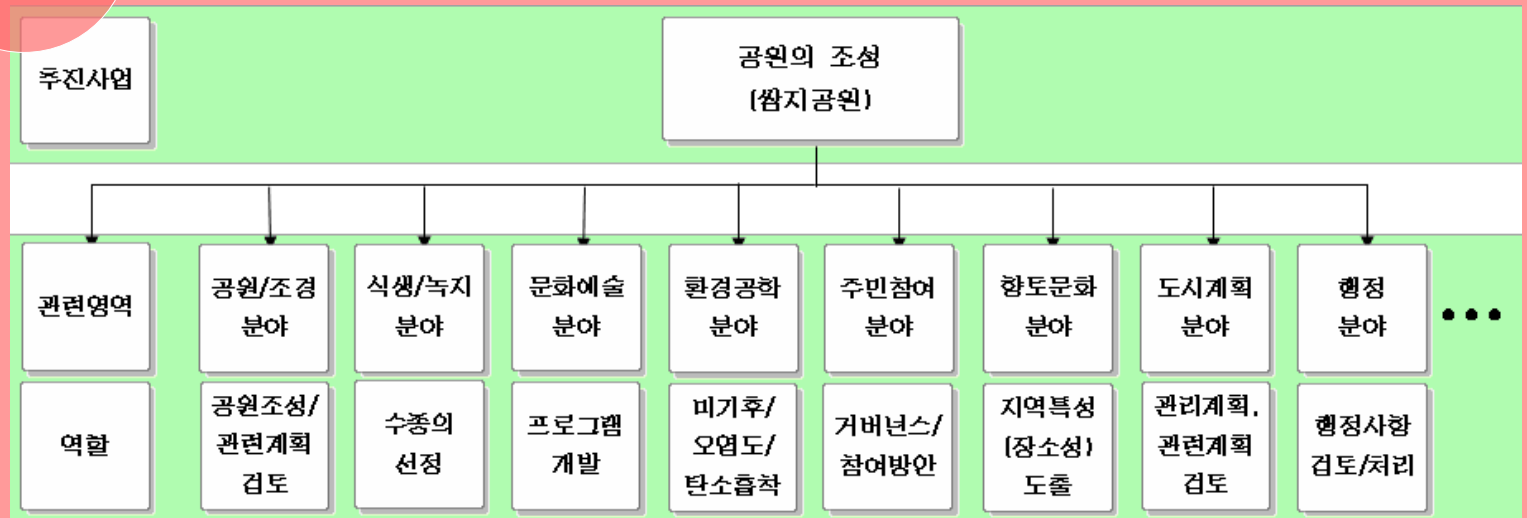 추진사업
공원의 조성
(쌈지공원)
관련영역
공원/조경
분야
식생/녹지
분야
문화예술
분야
환경공학
분야
주민참여
분야
향토문화
분야
도시계획
분야
행정
분야
•••
역할
공원조성/
관련계획
검토
수종의
선정
프로그램
개발
미기후/
오염도/
탄소흡착
거버넌스/
참여방안
지역특성
(장소성)
도출
관리계획,
관련계획
검토
행정사항
검토/처리